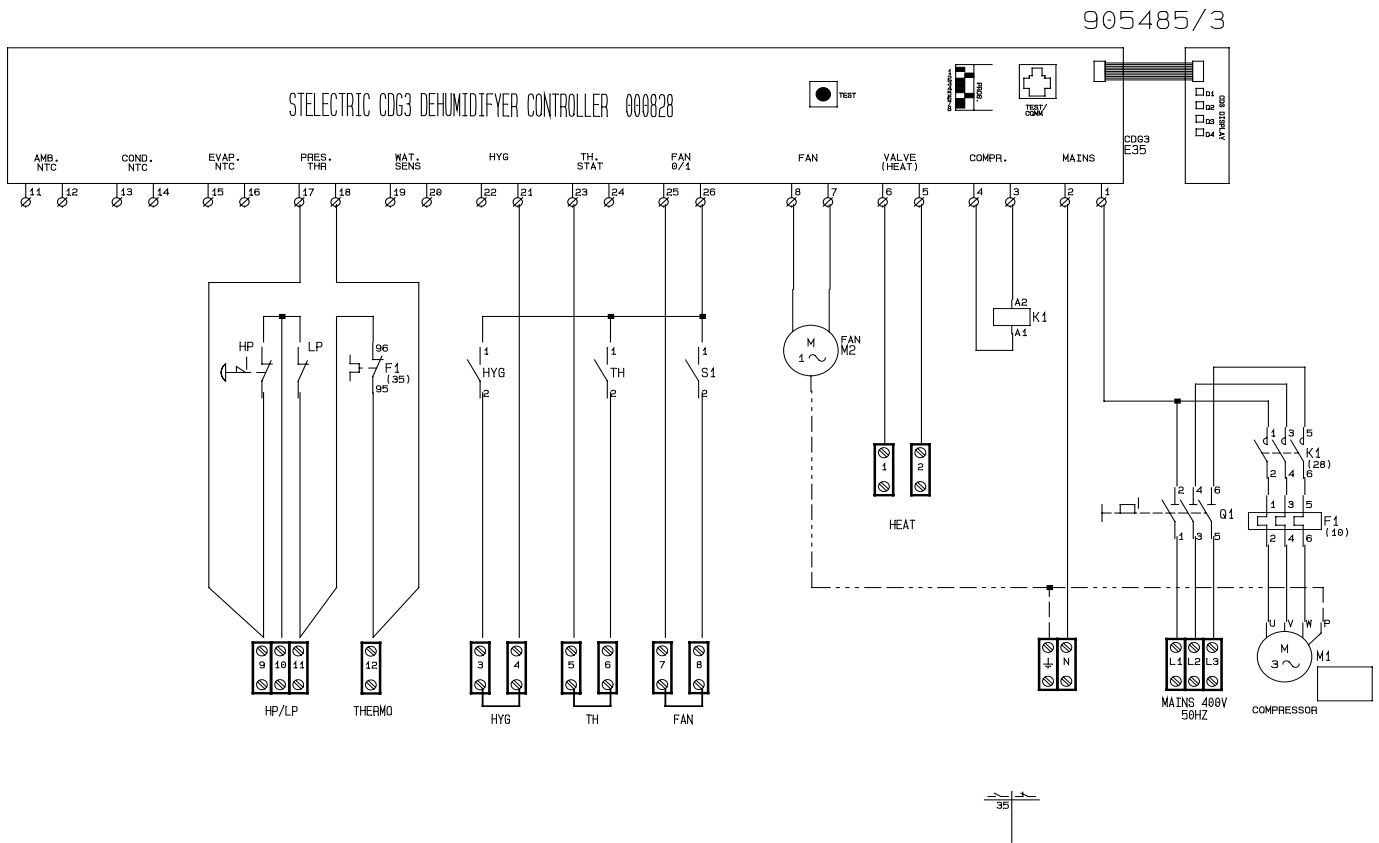 905485/3
STELECTRIC CDG3 DEHUMIDIFYER CONTROLLER 000828
TEST
PROG.
TEST/
COMM
D1
D2
D3
D4
DISPLAY
CDG3
E35
AMB.
NTC
COND.
NTC
EVAP.
NTC
PRES.
THR
WAT.
SENS
HYG
TH.
STAT
FAN
0/1
FAN
VALVE
(HEAT)
COMPR.
MAINS
11 12 13 14 15 16 17 18 19 20 22 21 23 24 25 26 8 7 6 5 4 3 2 1
A2
K1
A1
HP
LP
96
F1
(35)
95
1
HYG
2
1
TH
2
1
S1
2
M
1
FAN
M2
1 3 5
K1
(28)
2 4 6
1 2
HEAT
2 4 6
Q1
1 3 5
1 3 5
F1
(10)
2 4 6
U V W P
M
3
M1
9 10 11
12
3 4
5 6
7 8
N
L1 L2 L3
HP/LP
THERMO
HYG
TH
FAN
MAINS 400V
50HZ
COMPRESSOR
35